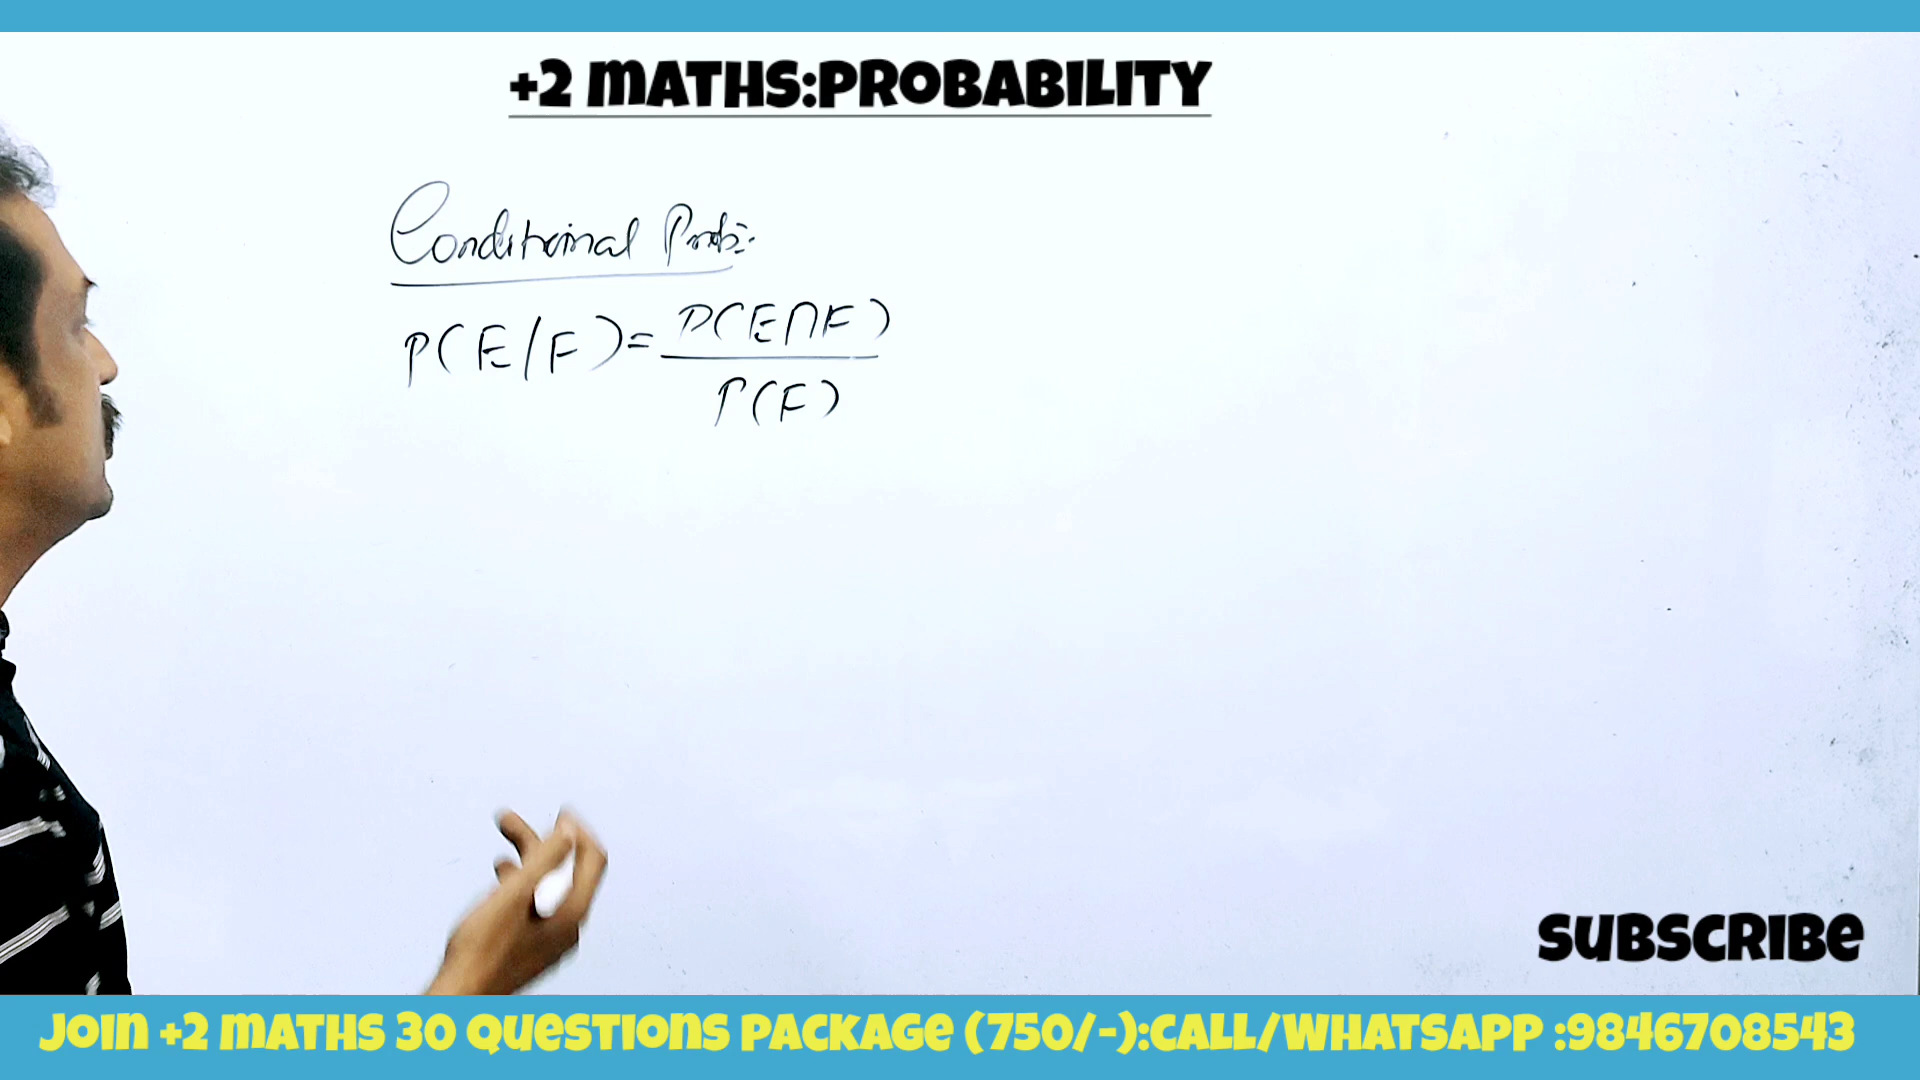 +2 MATHS:PROBABILITY
Conditional Prob:
P(E/F)= P(E∩F)
P(F)
SUBSCRIBE
JOIN +2 MATHS 30 QUESTIONS PACKAGE (750/-):CALL/WHATSAPP :9846708543